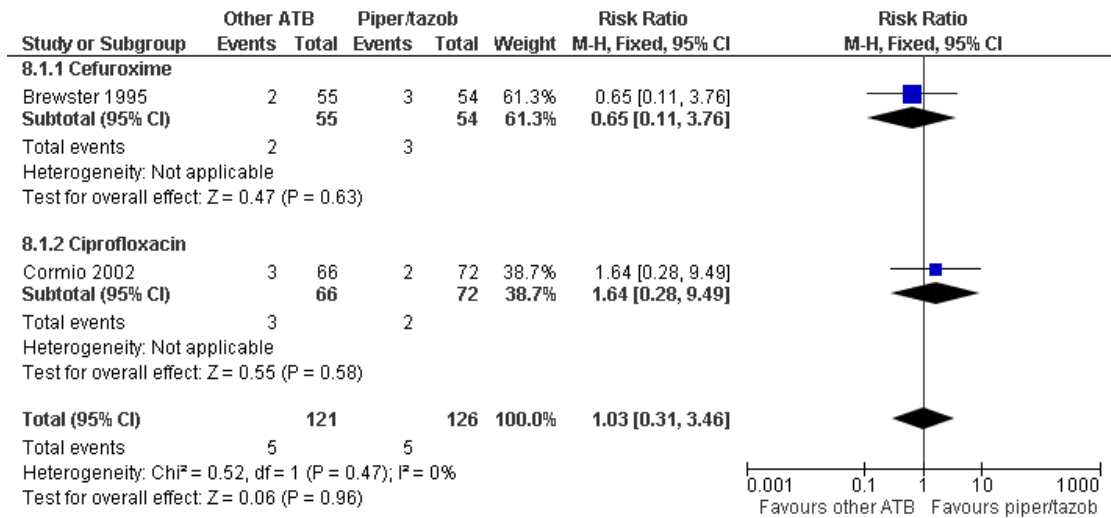 Other ATB Piper/tazob Risk Ratio Risk Ratio
Study or Subgroup Events Total Events Total Weight M-H, Fixed, 95% CI M-H, Fixed, 95% CI
8.1.1 Cefuroxime
Brewster 1995 2 55 3 54 61.3% 0.65 [0.11, 3.76]
Subtotal (95% CI) 55 54 61.3% 0.65 [0.11, 3.76]
Total events 2 3
Heterogeneity: Not applicable
Test for overall effect: Z = 0.47 (P = 0.63)
8.1.2 Ciprofloxacin
Cormio 2002 3 66 2 72 38.7% 1.64 [0.28, 9.49]
Subtotal (95% CI) 66 72 38.7% 1.64 [0.28, 9.49]
Total events 3 2
Heterogeneity: Not applicable
Test for overall effect: Z = 0.55 (P = 0.58)
Total (95% CI) 121 126 100.0% 1.03 [0.31, 3.46]
Total events 5 5
Heterogeneity: Chi² = 0.52, df = 1 (P = 0.47); I² = 0%
Test for overall effect: Z = 0.06 (P = 0.96)
0.001 0.1 1 10 1000
Favours other ATB Favours piper/tazob